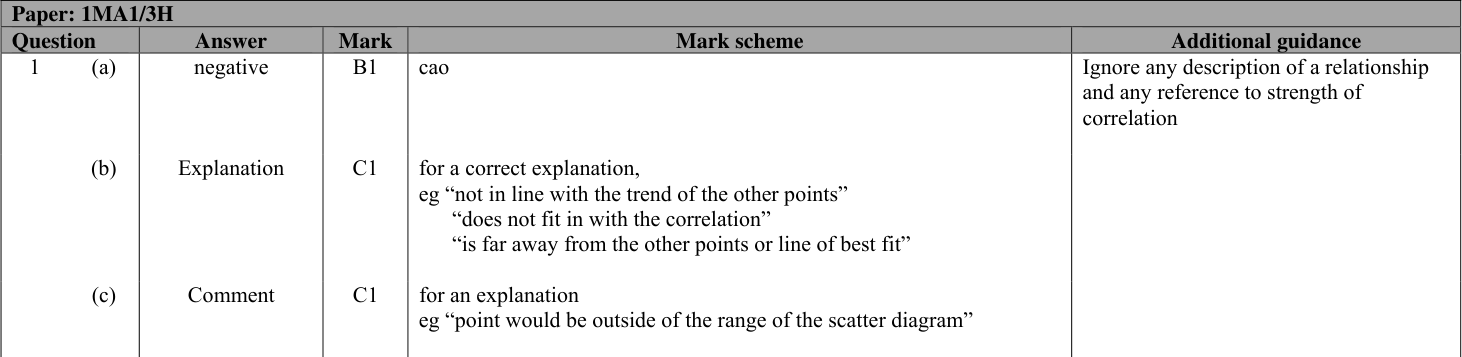 Paper: 1MA1/3H
Question Answer Mark Mark scheme Additional guidance
1 (a) negative B1 cao Ignore any description of a relationship
and any reference to strength of
correlation
(b) Explanation C1 for a correct explanation,
eg “not in line with the trend of the other points”
“does not fit in with the correlation”
“is far away from the other points or line of best fit”
(c) Comment C1 for an explanation
eg “point would be outside of the range of the scatter diagram”